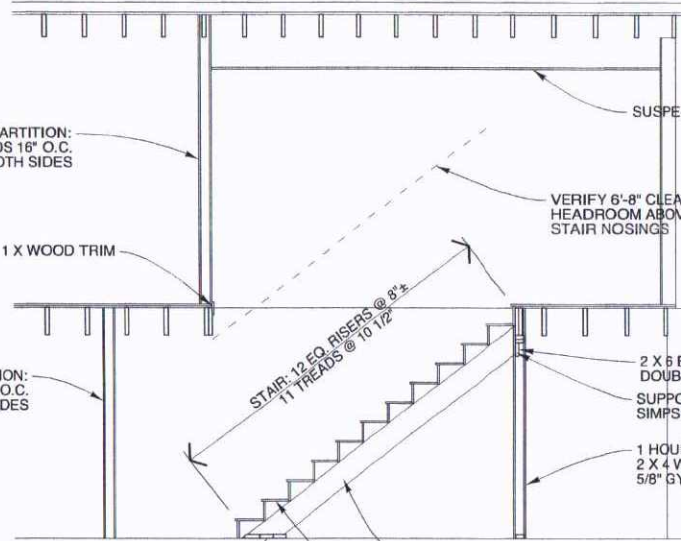 SUSPE
ARTITION:
DS 16" O.C.
OTH SIDES
VERIFY 6'-8" CLEA
HEADROOM ABOV
STAIR NOSINGS
1 X WOOD TRIM
STAIR: 12 EQ. RISERS @ 8"±
11 TREADS @ 10 1/2"
ION:
O.C.
DES
2 X 6 B
DOUB
SUPPO
SIMPS
1 HOU
2 X 4 W
5/8" GY